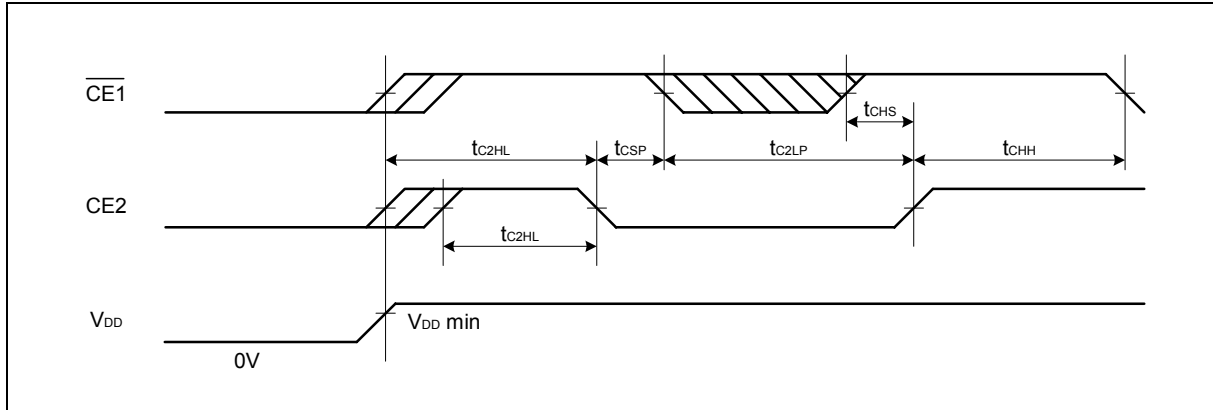 CE1
tCHS
tC2HL tCSP tC2LP tCHH
CE2
tC2HL
VDD
VDD min
0V